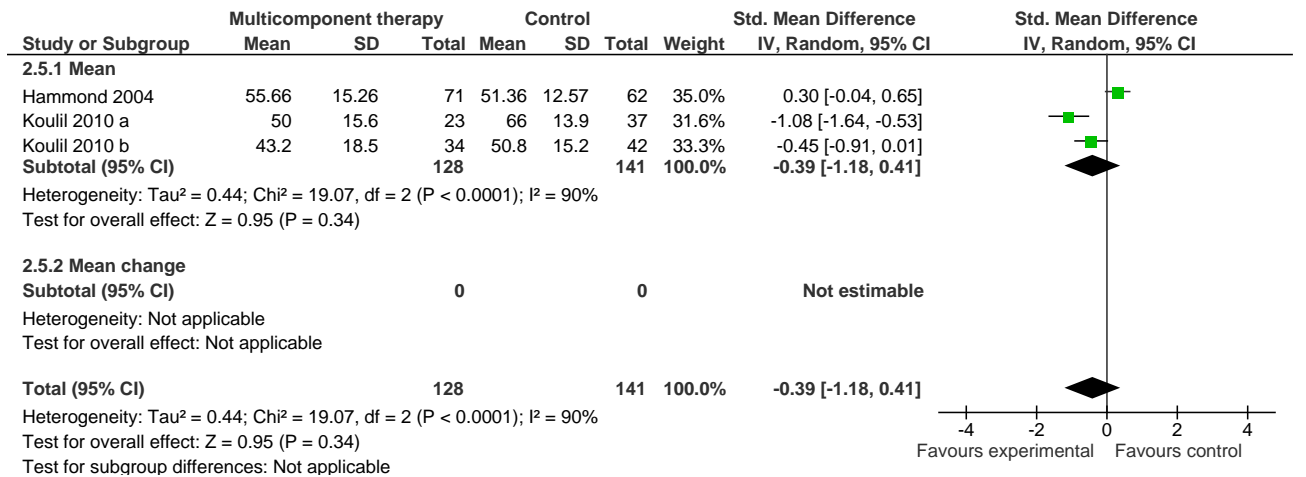 Multicomponent therapy Control Std. Mean Difference Std. Mean Difference
Study or Subgroup Mean SD Total Mean SD Total Weight IV, Random, 95% CI IV, Random, 95% CI
2.5.1 Mean
Hammond 2004 55.66 15.26 71 51.36 12.57 62 35.0% 0.30 [-0.04, 0.65]
Koulil 2010 a 50 15.6 23 66 13.9 37 31.6% -1.08 [-1.64, -0.53]
Koulil 2010 b 43.2 18.5 34 50.8 15.2 42 33.3% -0.45 [-0.91, 0.01]
Subtotal (95% CI) 128 141 100.0% -0.39 [-1.18, 0.41]
Heterogeneity: Tau² = 0.44; Chi² = 19.07, df = 2 (P < 0.0001); I² = 90%
Test for overall effect: Z = 0.95 (P = 0.34)
2.5.2 Mean change
Subtotal (95% CI) 0 0 Not estimable
Heterogeneity: Not applicable
Test for overall effect: Not applicable
Total (95% CI) 128 141 100.0% -0.39 [-1.18, 0.41]
Heterogeneity: Tau² = 0.44; Chi² = 19.07, df = 2 (P < 0.0001); I² = 90%
Test for overall effect: Z = 0.95 (P = 0.34)
Test for subgroup differences: Not applicable
-4 -2 0 2 4
Favours experimental Favours control